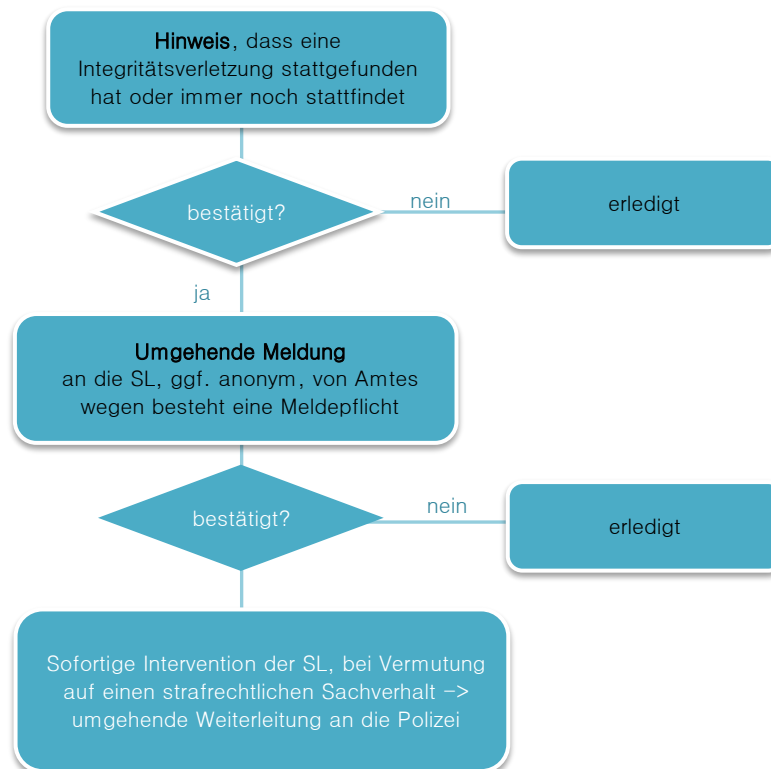 Hinweis, dass eine
Integritätsverletzung stattgefunden
hat oder immer noch stattfindet
bestätigt?
nein
erledigt
ja
Umgehende Meldung
an die SL, ggf. anonym, von Amtes
wegen besteht eine Meldepflicht
bestätigt?
nein
erledigt
Sofortige Intervention der SL, bei Vermutung
auf einen strafrechtlichen Sachverhalt ->
umgehende Weiterleitung an die Polizei